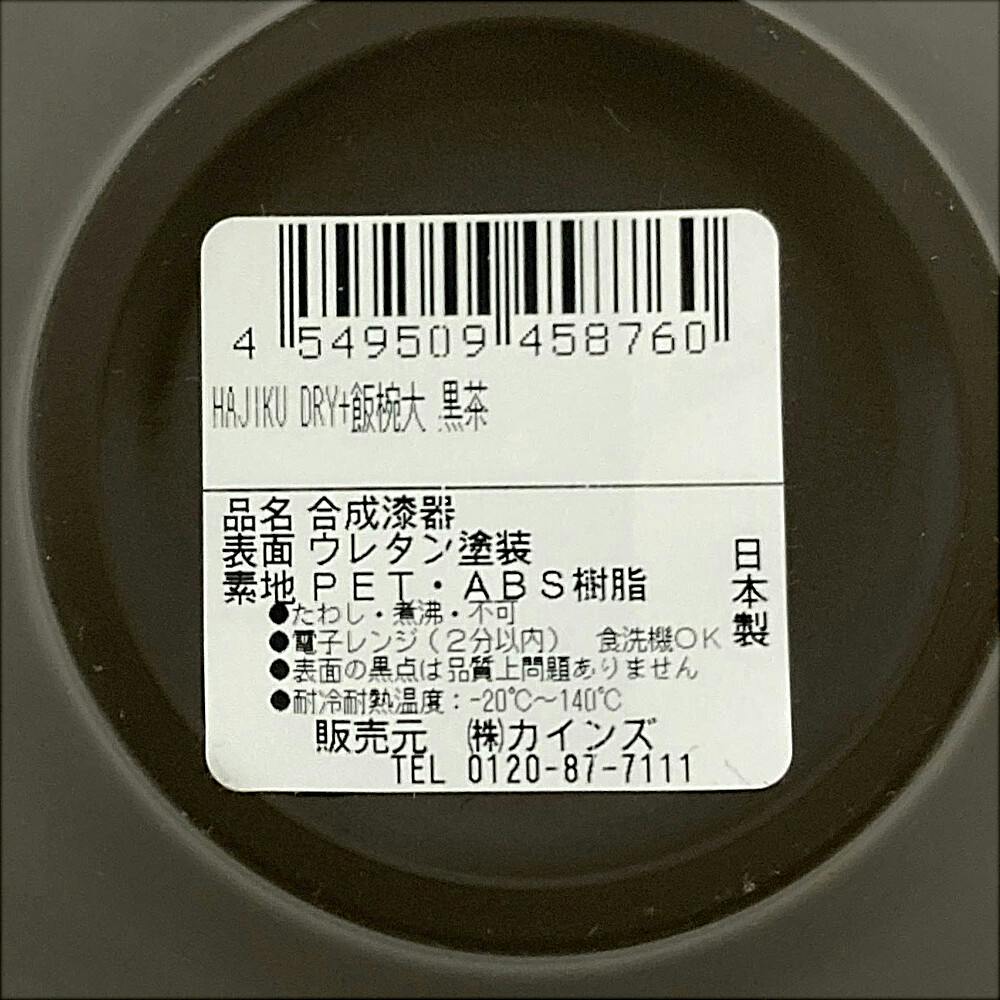 4 549509 458760
HAJIKU DRY+飯椀大 黒茶
品名 合成漆器
表面 ウレタン塗装
素地 PET・ABS樹脂
日本製
●たわし・煮沸・不可
●電子レンジ(2分以内) 食洗機OK
●表面の黒点は品質上問題ありません
●耐冷耐熱温度:-20℃~140℃
販売元 ㈱カインズ
TEL 0120-87-7111